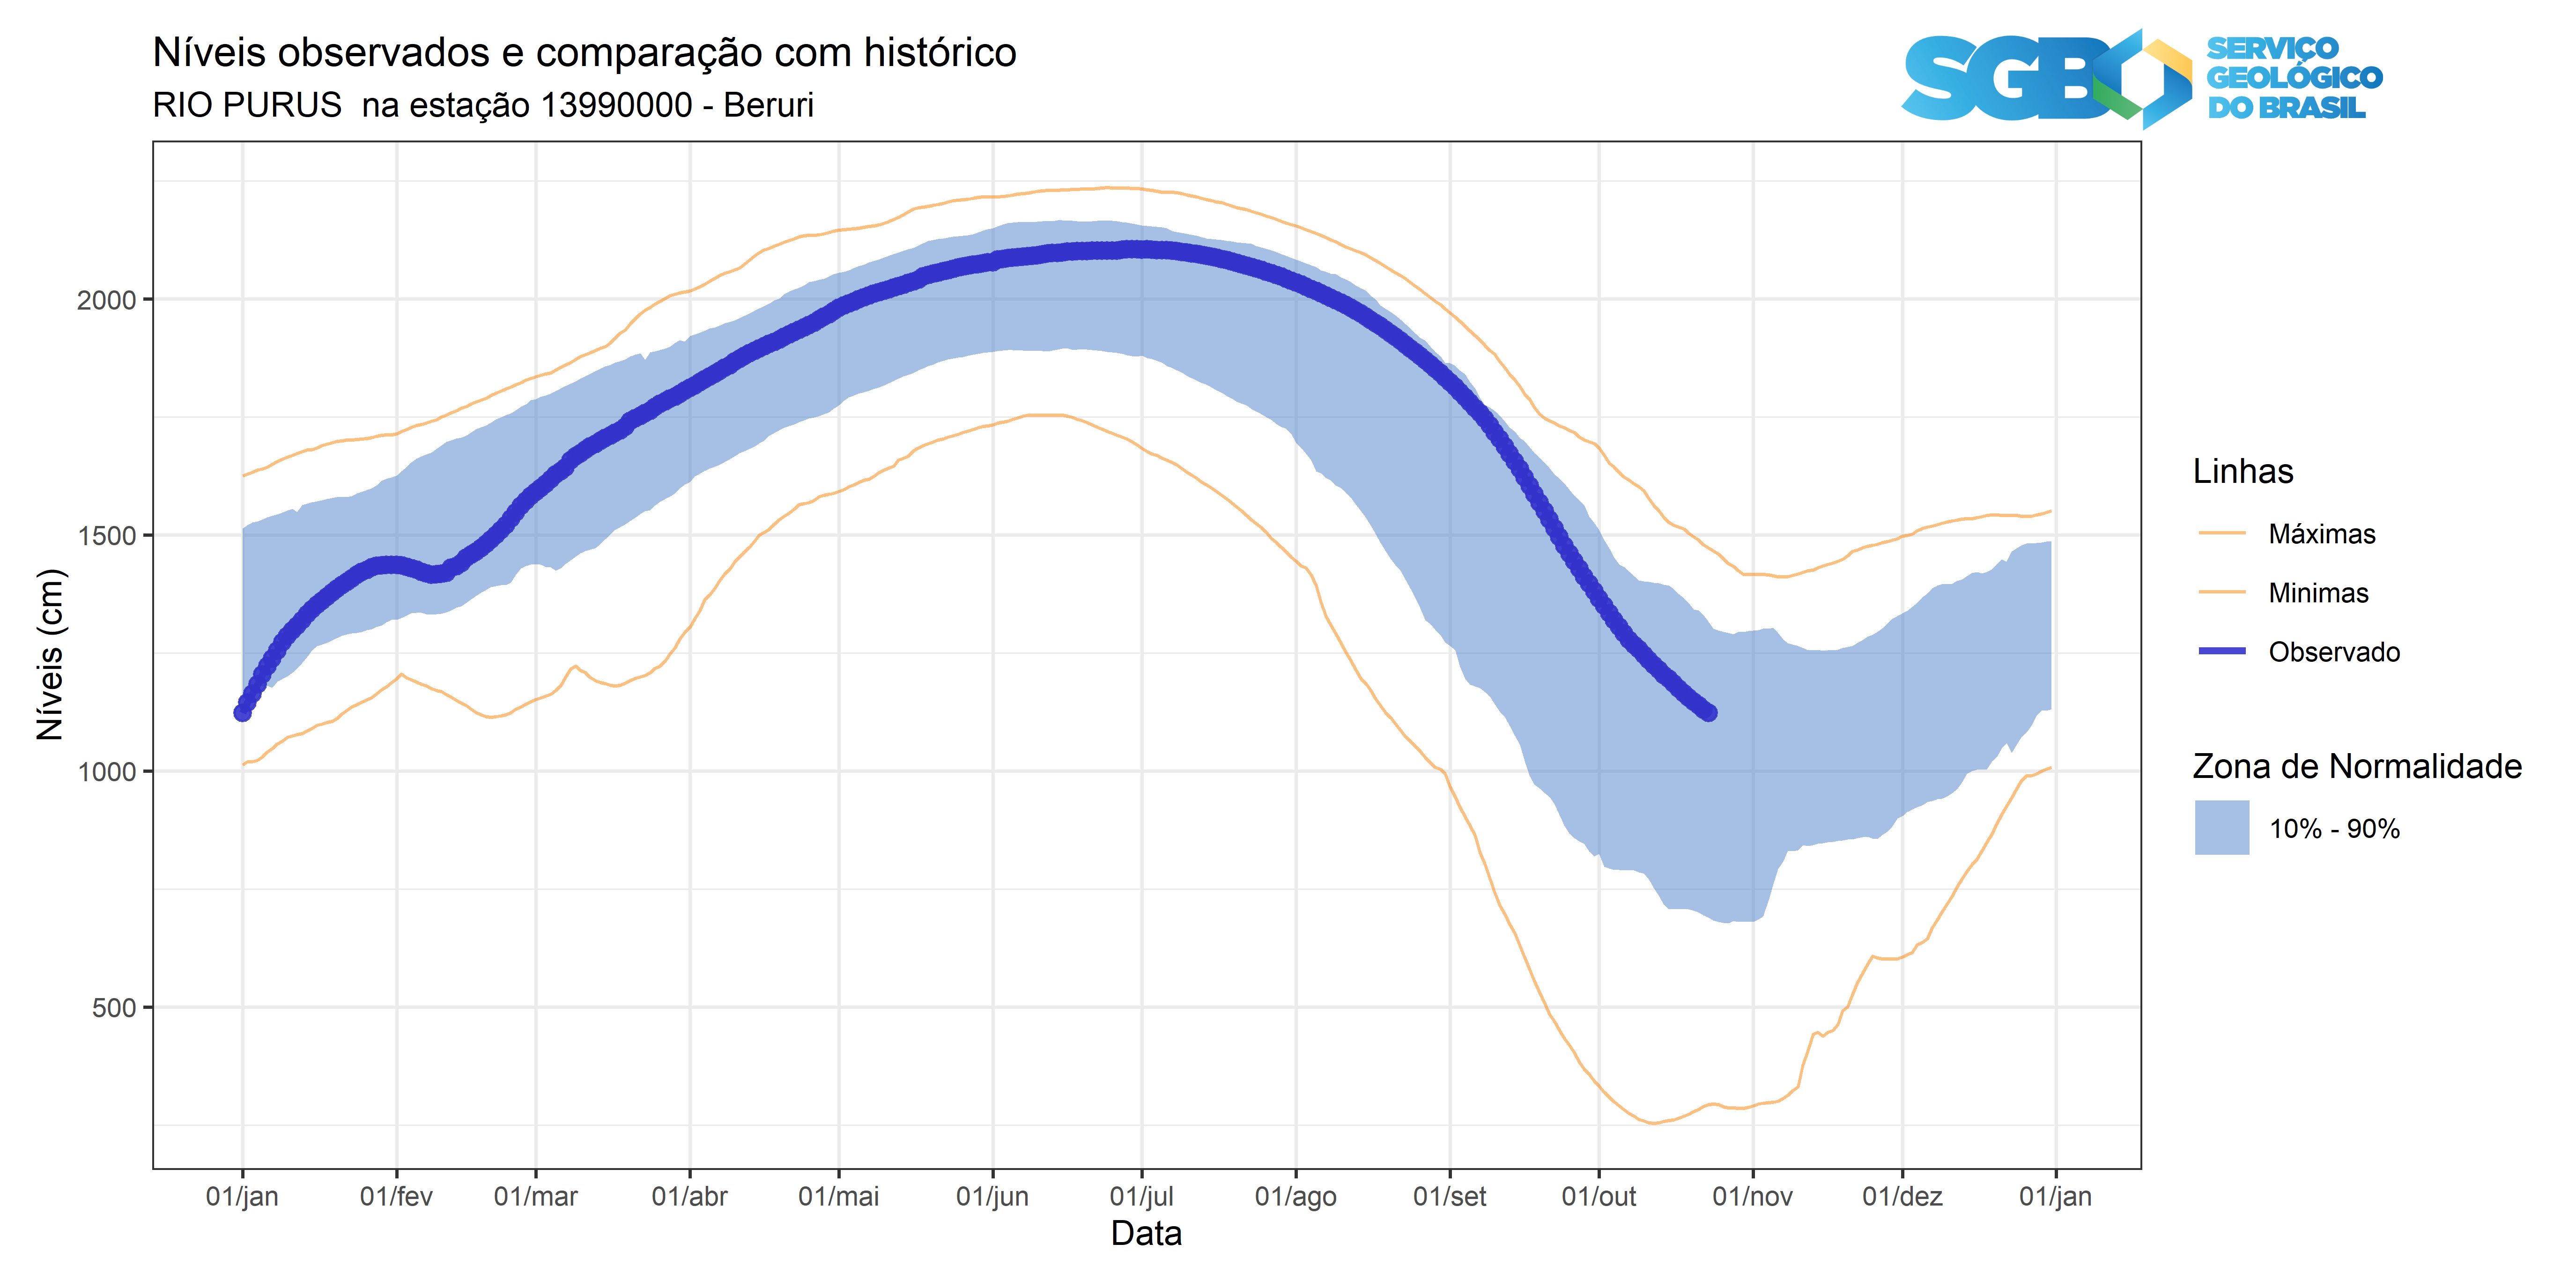 Níveis observados e comparação com histórico
RIO PURUS  na estação 13990000 - Beruri
SGB
SERVIÇO
GEOLÓGICO
DO BRASIL
Níveis (cm)
2000
1500
1000
500
01/jan
01/fev
01/mar
01/abr
01/mai
01/jun
01/jul
01/ago
01/set
01/out
01/nov
01/dez
01/jan
Data
Linhas
Máximas
Minimas
Observado
Zona de Normalidade
10% - 90%